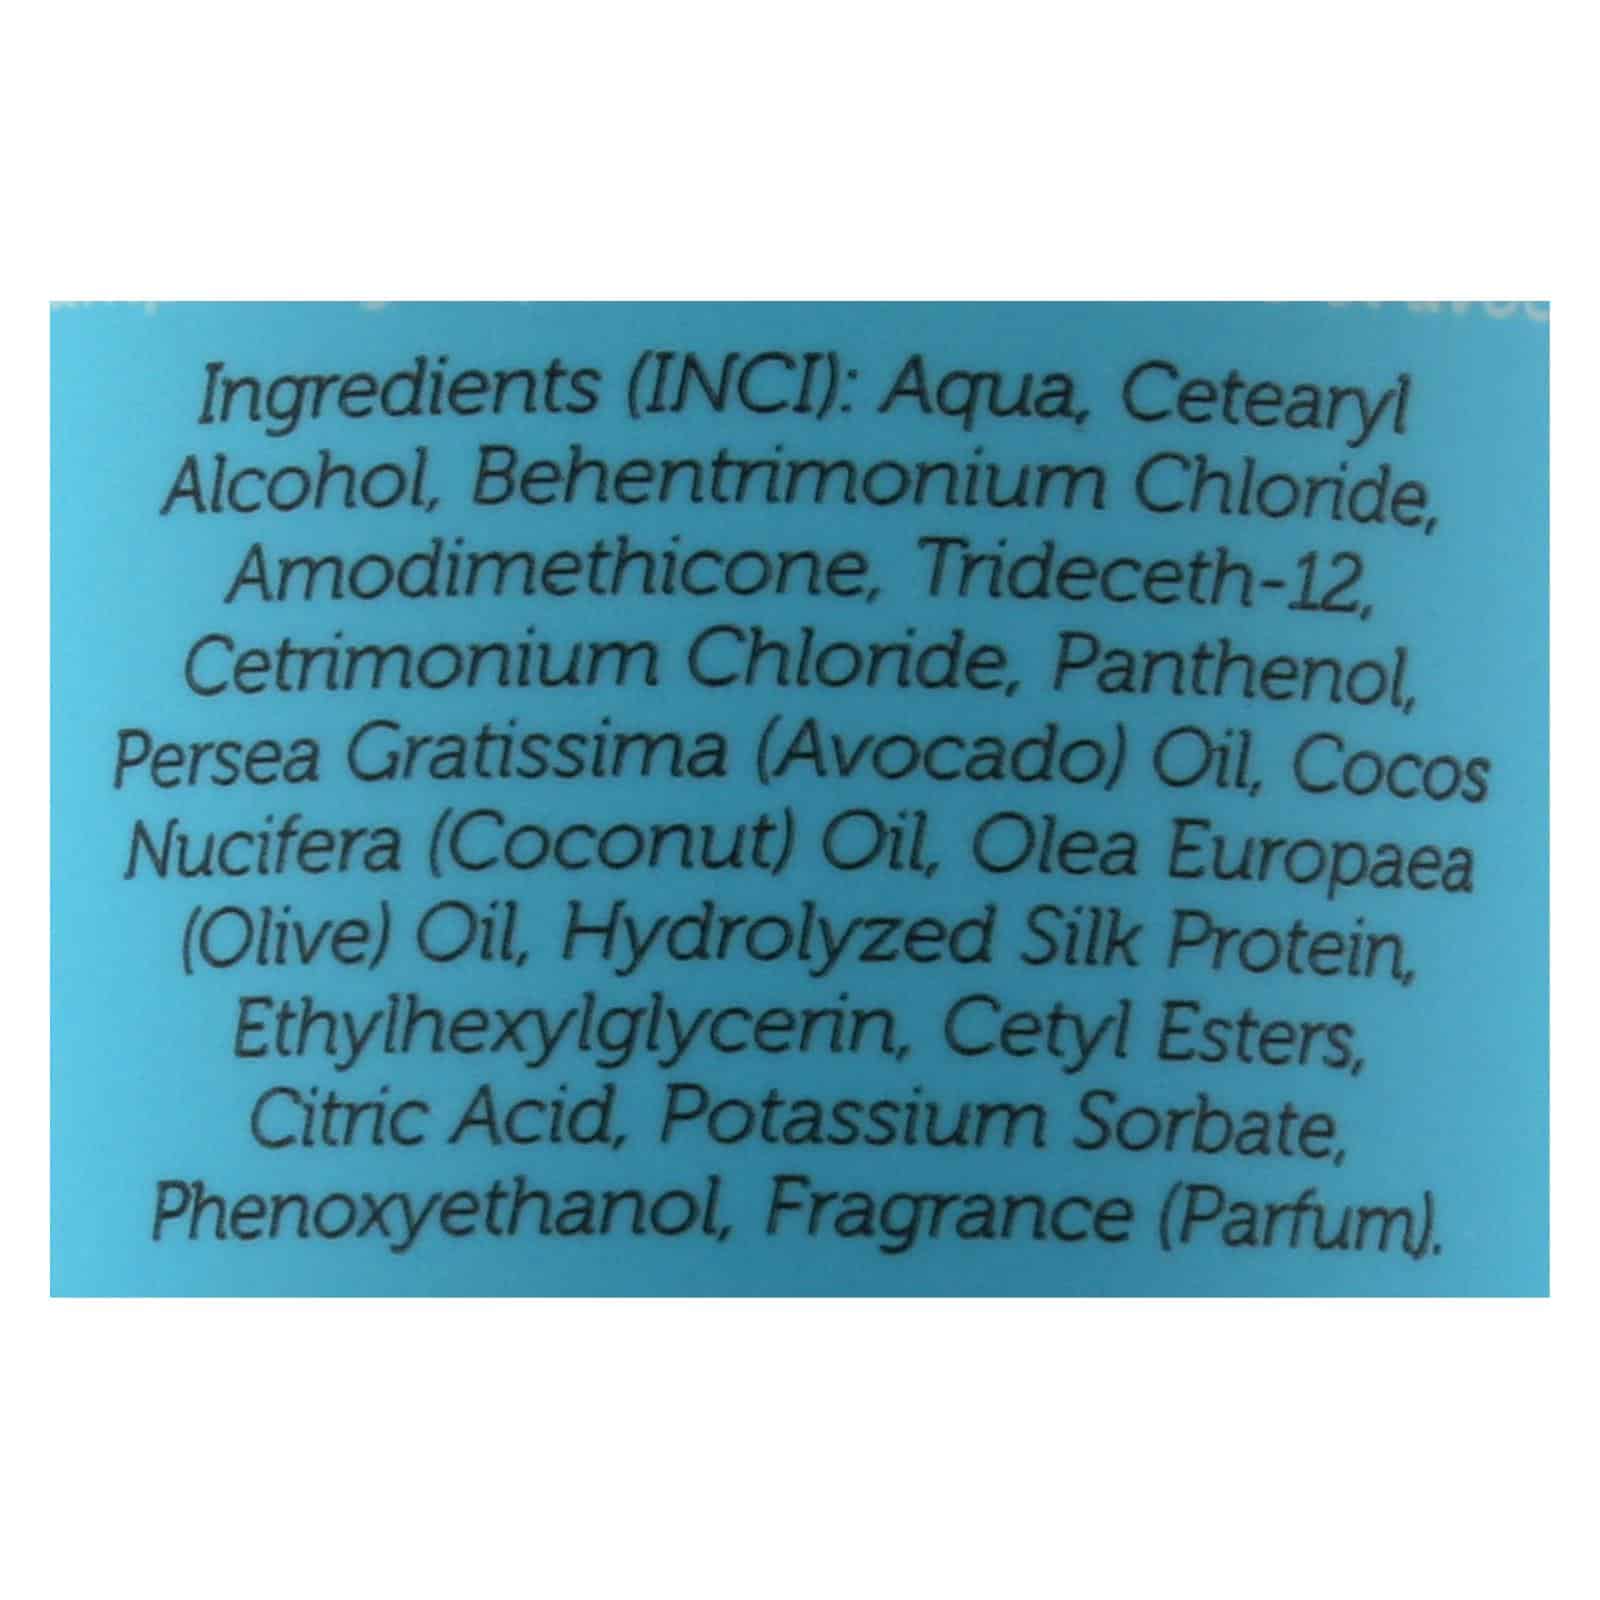 Ingredients (INCI): Aqua, Cetearyl
Alcohol, Behentrimonium Chloride,
Amodimethicone, Trideceth-12,
Cetrimonium Chloride, Panthenol,
Persea Gratissima (Avocado) Oil, Cocos
Nucifera (Coconut) Oil, Olea Europaea
(Olive) Oil, Hydrolyzed Silk Protein,
Ethylhexylglycerin, Cetyl Esters,
Citric Acid, Potassium Sorbate,
Phenoxyethanol, Fragrance (Parfum).